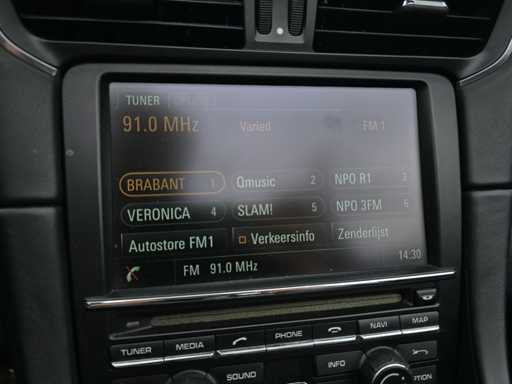 TUNER
91.0 MHz Varied FM 1
BRABANT 1 Qmusic 2 NPO R1 3
VERONICA 4 SLAM! 5 NPO 3FM 6
Autostore FM1 Verkeersinfo Zenderlijst
FM 91.0 MHz 14:30
TUNER MEDIA PHONE NAVI MAP
SOUND INFO
OPTION